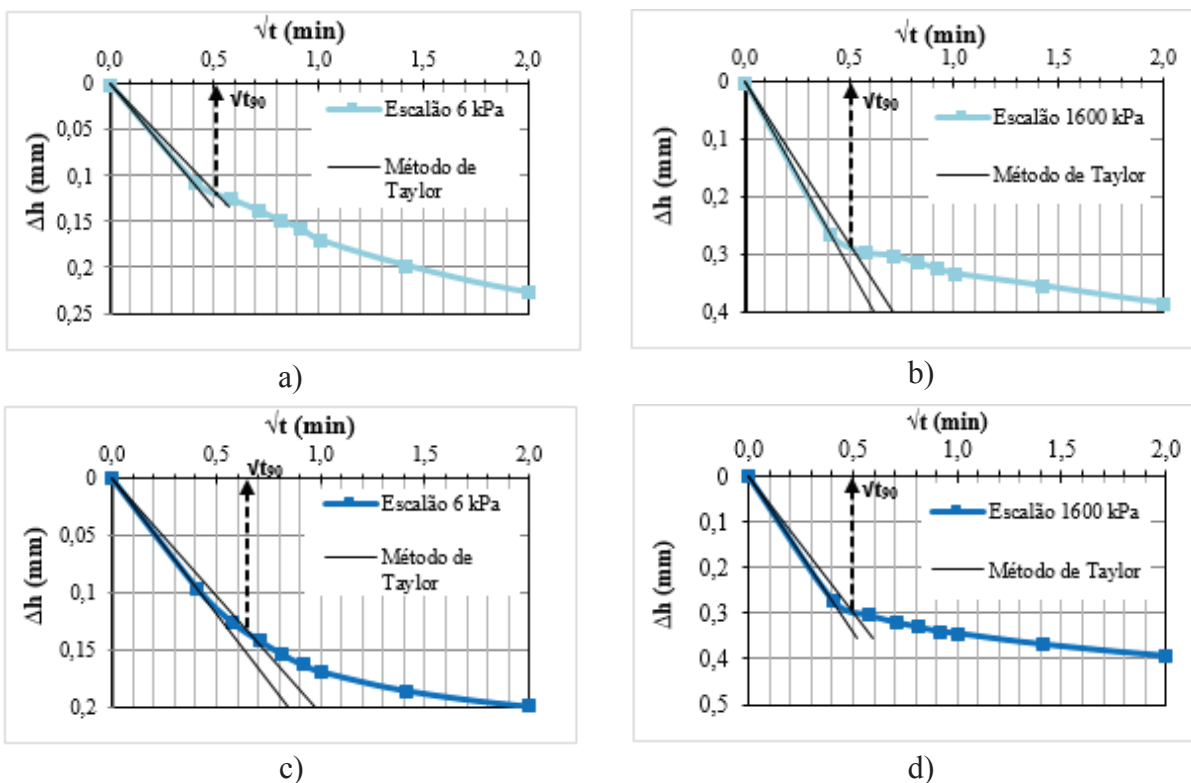 √t (min)
0,0 0,5 1,0 1,5 2,0
0
0,05
0,1
0,15
0,2
0,25
Δh (mm)
√t₉₀
Escalão 6 kPa
Método de
Taylor
a)
√t (min)
0,0 0,5 1,0 1,5 2,0
0
0,1
0,2
0,3
0,4
Δh (mm)
√t₉₀
Escalão 1600 kPa
Método de Taylor
b)
√t (min)
0,0 0,5 1,0 1,5 2,0
0
0,05
0,1
0,15
0,2
Δh (mm)
√t₉₀
Escalão 6 kPa
Método de
Taylor
c)
√t (min)
0,0 0,5 1,0 1,5 2,0
0
0,1
0,2
0,3
0,4
0,5
Δh (mm)
√t₉₀
Escalão 1600 kPa
Método de Taylor
d)